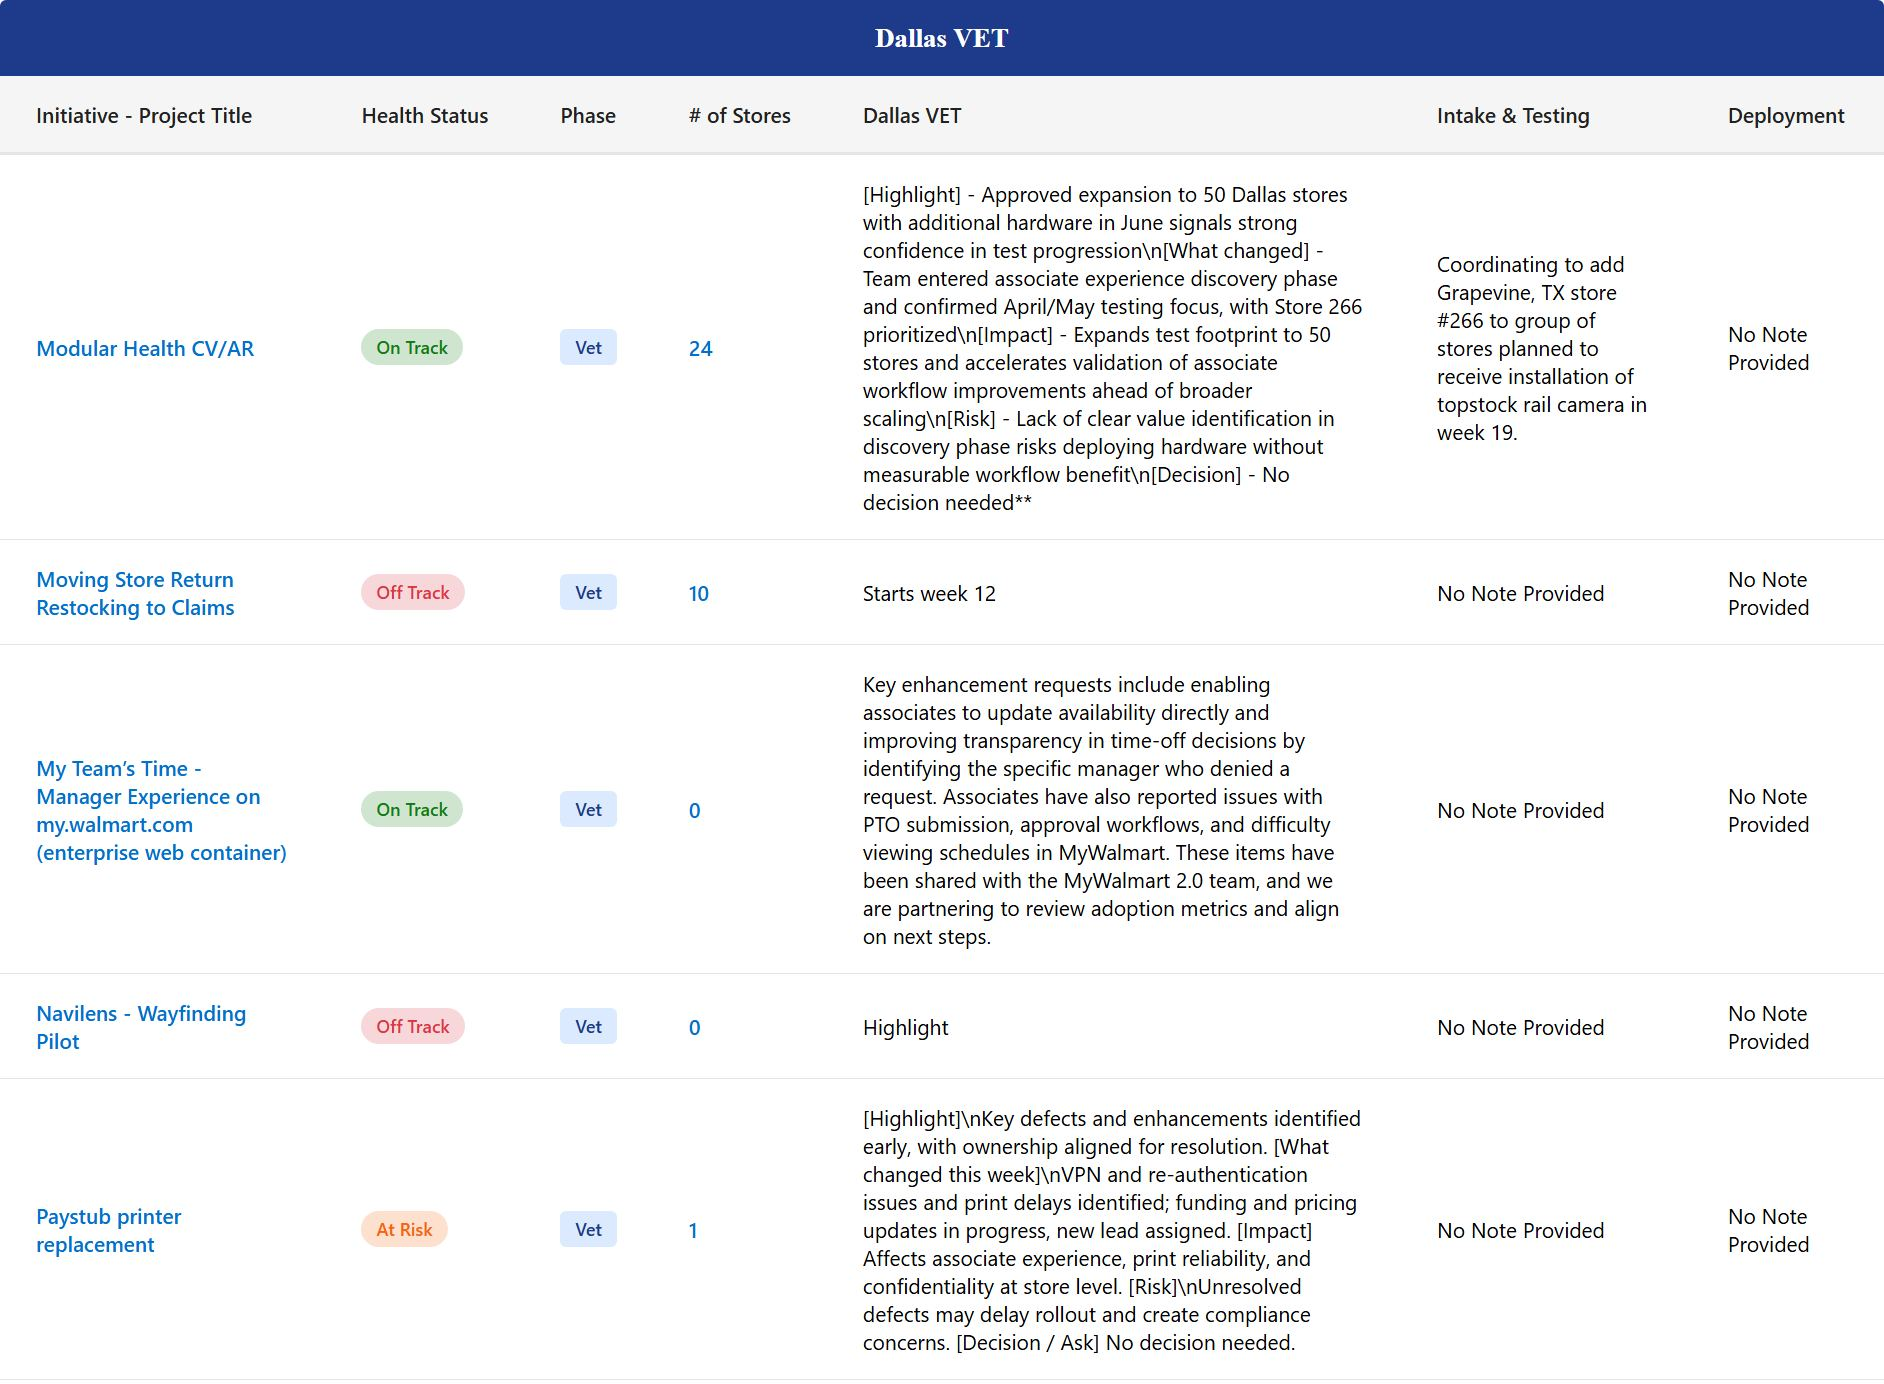 Dallas VET
Initiative - Project Title
Health Status
Phase
# of Stores
Dallas VET
Intake & Testing
Deployment
Modular Health CV/AR
On Track
Vet
24
[Highlight] - Approved expansion to 50 Dallas stores
with additional hardware in June signals strong
confidence in test progression\n[What changed] -
Team entered associate experience discovery phase
and confirmed April/May testing focus, with Store 266
prioritized\n[Impact] - Expands test footprint to 50
stores and accelerates validation of associate
workflow improvements ahead of broader
scaling\n[Risk] - Lack of clear value identification in
discovery phase risks deploying hardware without
measurable workflow benefit\n[Decision] - No
decision needed**
Coordinating to add
Grapevine, TX store
#266 to group of
stores planned to
receive installation of
topstock rail camera in
week 19.
No Note
Provided
Moving Store Return
Restocking to Claims
Off Track
Vet
10
Starts week 12
No Note Provided
No Note
Provided
My Team’s Time -
Manager Experience on
my.walmart.com
(enterprise web container)
On Track
Vet
0
Key enhancement requests include enabling
associates to update availability directly and
improving transparency in time-off decisions by
identifying the specific manager who denied a
request. Associates have also reported issues with
PTO submission, approval workflows, and difficulty
viewing schedules in MyWalmart. These items have
been shared with the MyWalmart 2.0 team, and we
are partnering to review adoption metrics and align
on next steps.
No Note Provided
No Note
Provided
Navilens - Wayfinding
Pilot
Off Track
Vet
0
Highlight
No Note Provided
No Note
Provided
Paystub printer
replacement
At Risk
Vet
1
[Highlight]\nKey defects and enhancements identified
early, with ownership aligned for resolution. [What
changed this week]\nVPN and re-authentication
issues and print delays identified; funding and pricing
updates in progress, new lead assigned. [Impact]
Affects associate experience, print reliability, and
confidentiality at store level. [Risk]\nUnresolved
defects may delay rollout and create compliance
concerns. [Decision / Ask] No decision needed.
No Note Provided
No Note
Provided